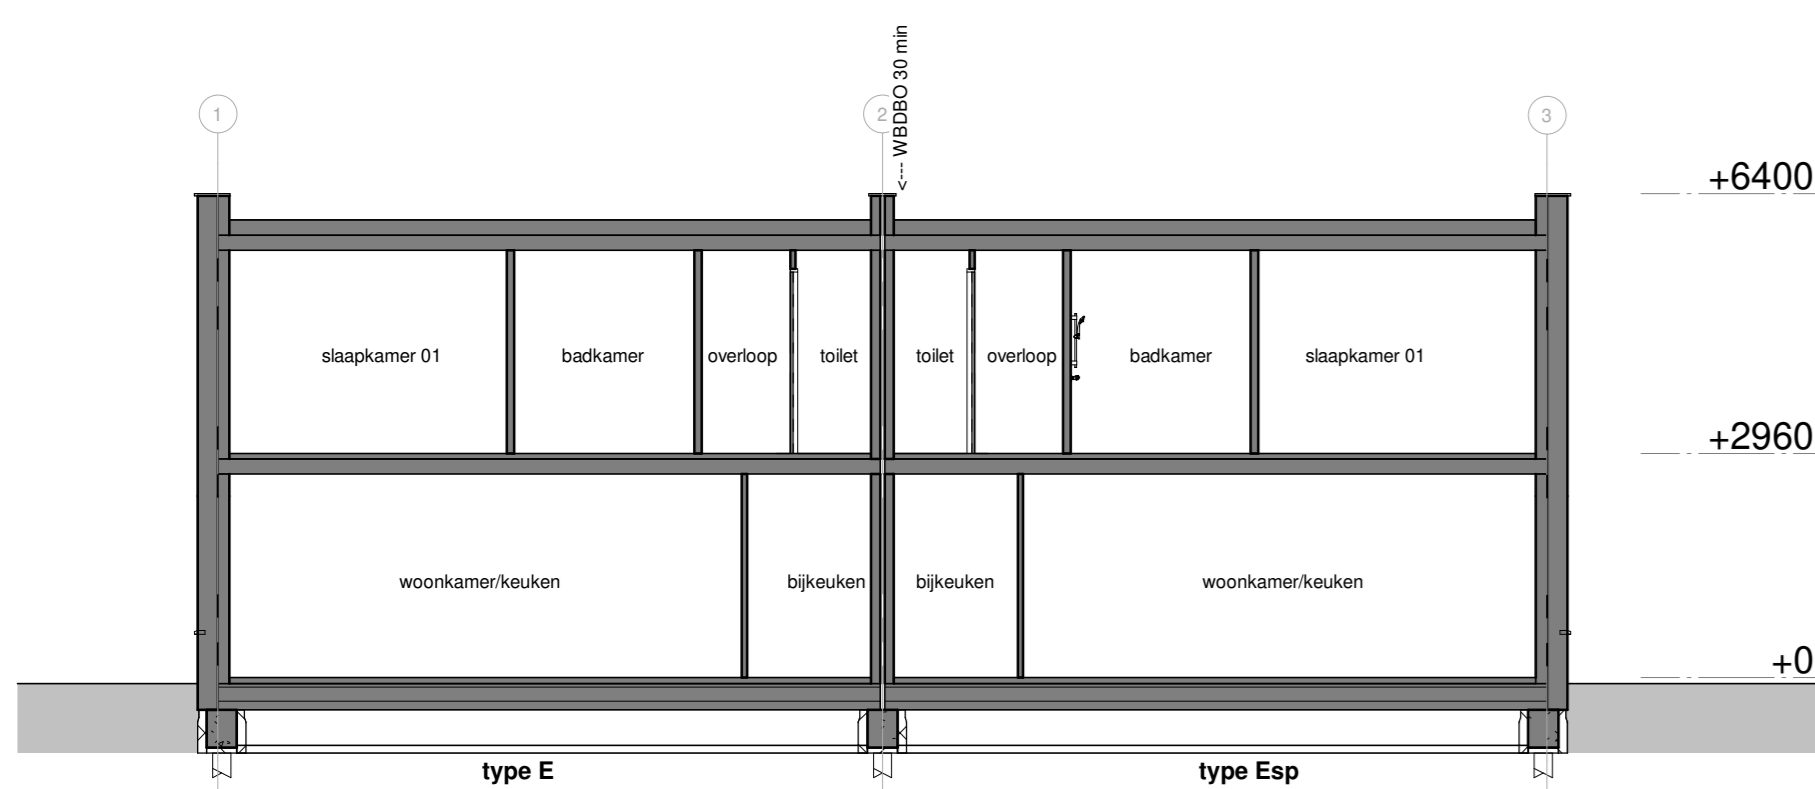 <---- WBDBO 30 min
1
2
3
+6400
slaapkamer 01
badkamer
overloop
toilet
toilet
overloop
badkamer
slaapkamer 01
+2960
woonkamer/keuken
bijkeuken
bijkeuken
woonkamer/keuken
+0
type E
type Esp